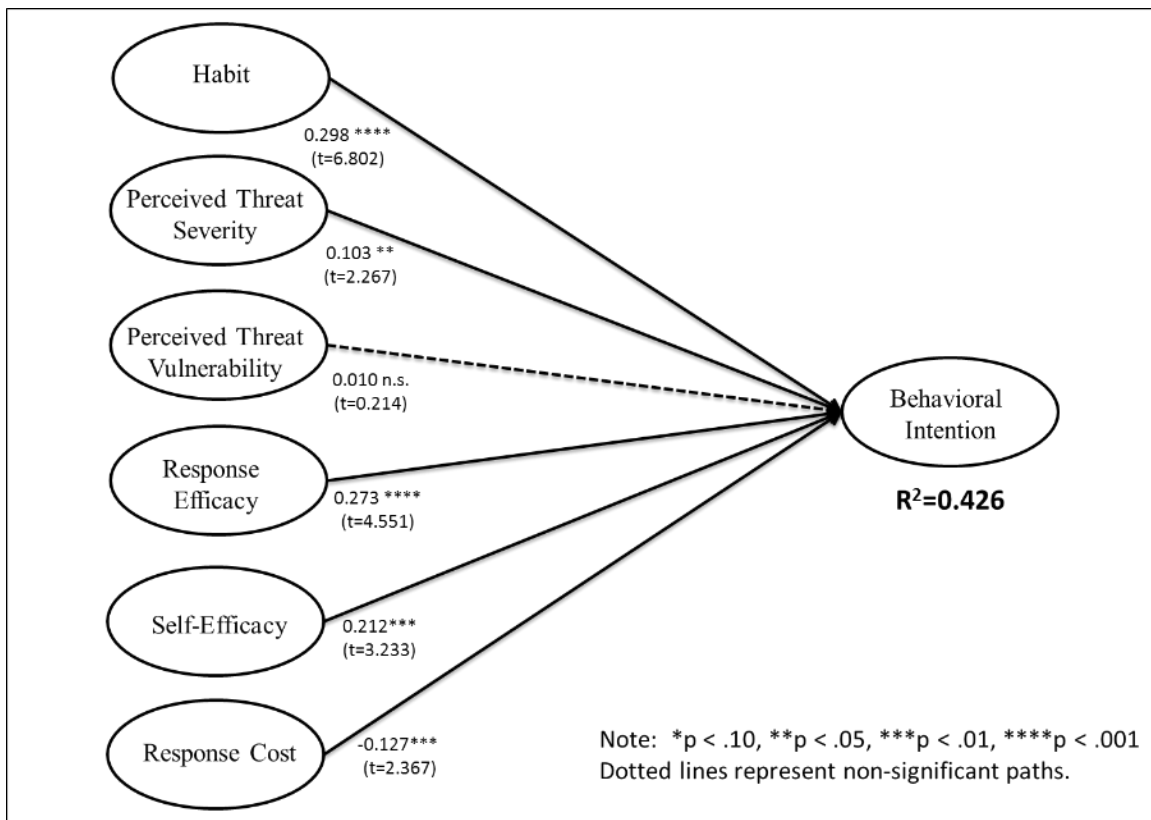 Habit
0.298 ****
(t=6.802)
Perceived Threat
Severity
0.103 **
(t=2.267)
Perceived Threat
Vulnerability
0.010 n.s.
(t=0.214)
Response
Efficacy
0.273 ****
(t=4.551)
Self-Efficacy
0.212***
(t=3.233)
Response Cost
-0.127***
(t=2.367)
Behavioral
Intention
R²=0.426
Note: *p < .10, **p < .05, ***p < .01, ****p < .001
Dotted lines represent non-significant paths.